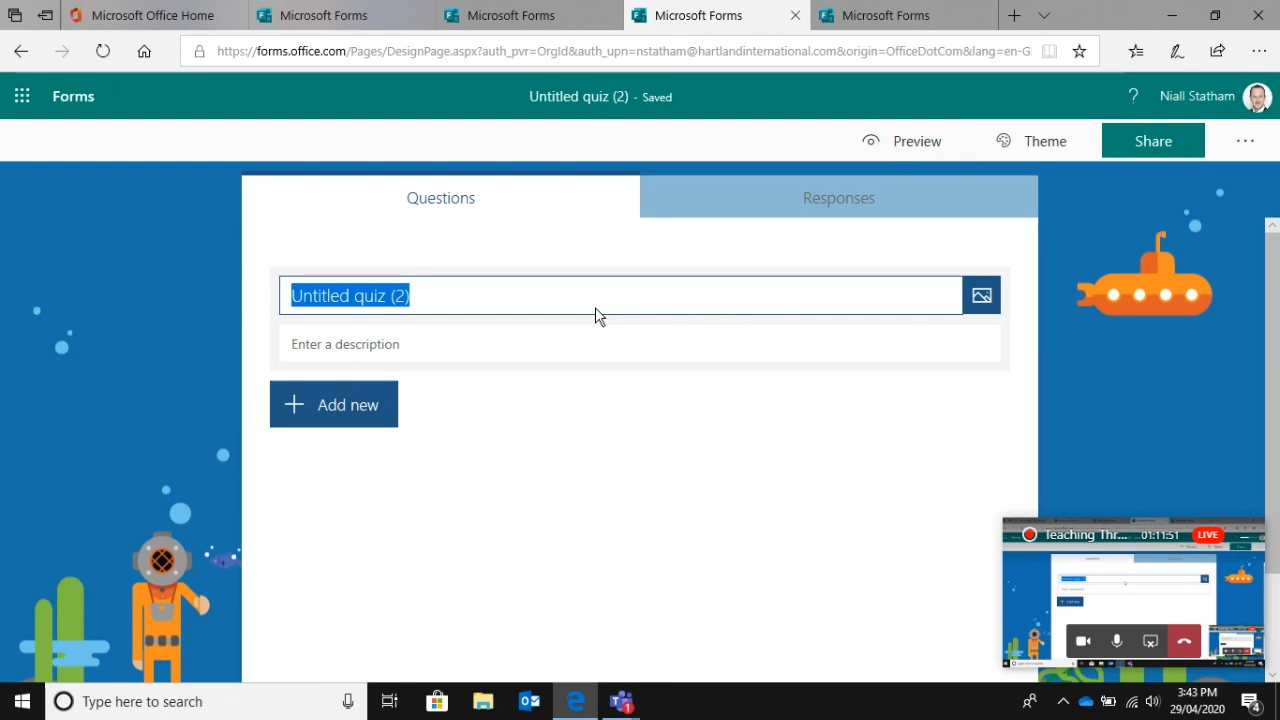 Microsoft Office Home
Microsoft Forms
Microsoft Forms
Microsoft Forms
Microsoft Forms
https://forms.office.com/Pages/DesignPage.aspx?auth_pvr=OrgId&auth_upn=nstatham@hartlandinternational.com&origin=OfficeDotCom&lang=en-G
Forms
Untitled quiz (2) - Saved
?
Niall Statham
Preview
Theme
Share
Questions
Responses
Untitled quiz (2)
Enter a description
Add new
Teaching Thr...
01:11:51
LIVE
Type here to search
1
3:43 PM
29/04/2020
4